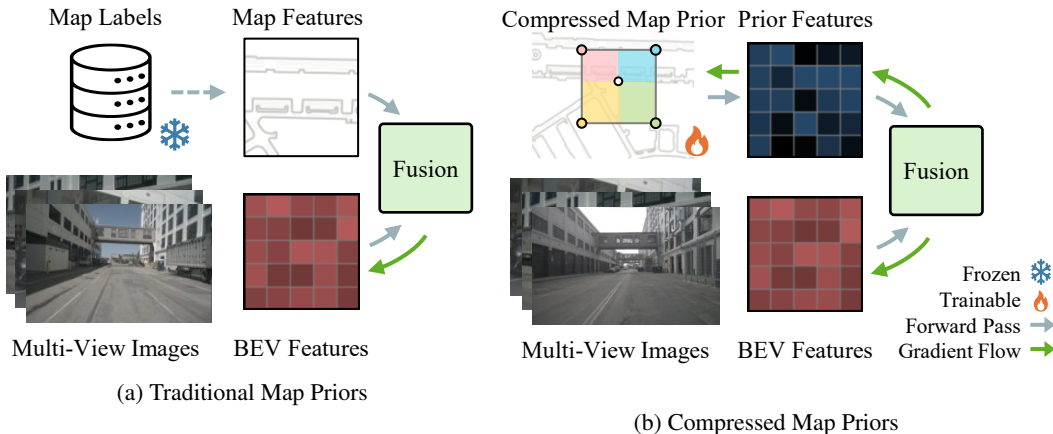 Map Labels
Map Features
Fusion
Multi-View Images
BEV Features
(a) Traditional Map Priors
Compressed Map Prior
Prior Features
Fusion
Multi-View Images
BEV Features
Frozen
Trainable
Forward Pass
Gradient Flow
(b) Compressed Map Priors